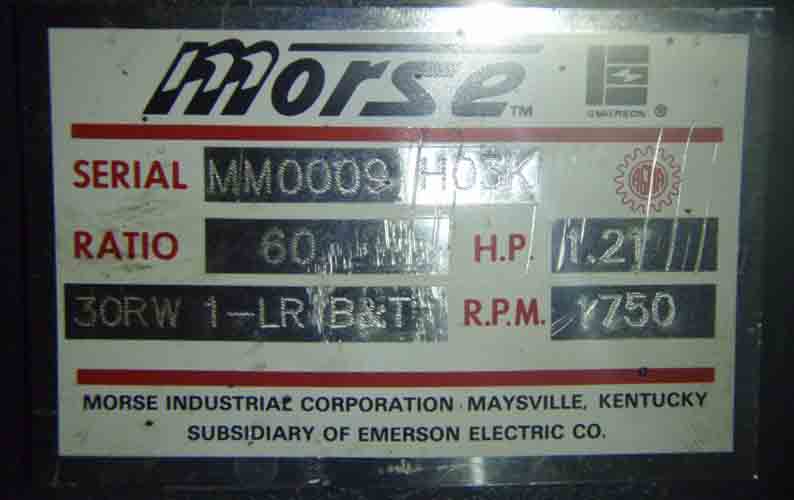 morse™
EMERSON ®
SERIAL MM0009 H03K
AGMA
RATIO 60 H.P. 1.21
30RW 1-LR B&T R.P.M. 1750
MORSE INDUSTRIAL CORPORATION MAYSVILLE, KENTUCKY
SUBSIDIARY OF EMERSON ELECTRIC CO.